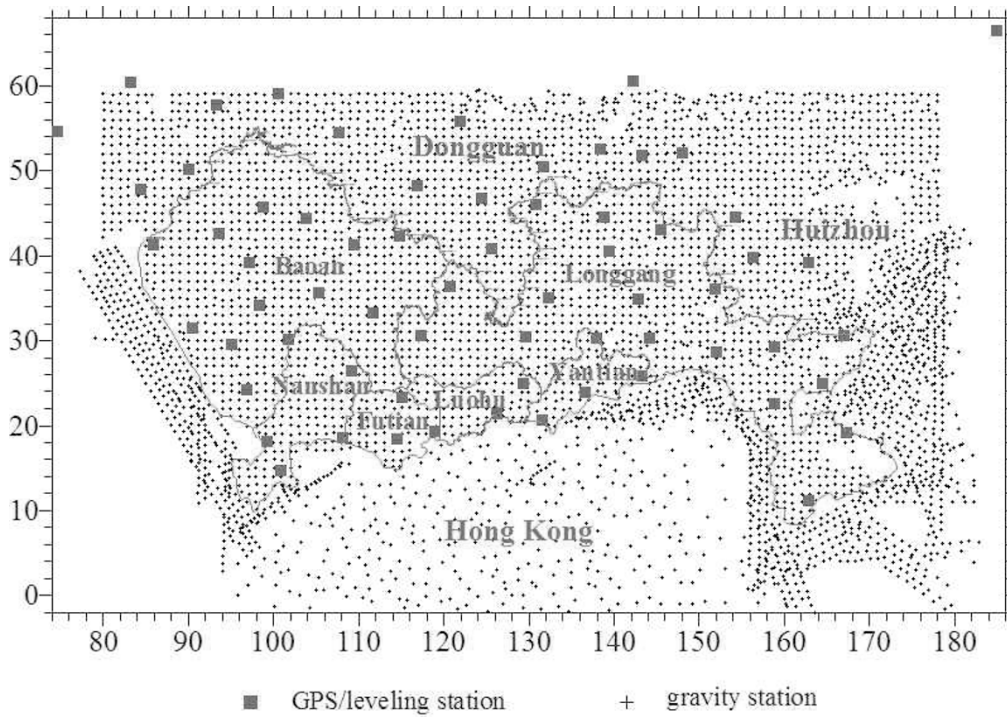 60
50
40
30
20
10
0
Dongguan
Huizhou
Baoan
Longgang
Yantian
Nanshan
Luohu
Futian
Hong Kong
80 90 100 110 120 130 140 150 160 170 180
GPS/leveling station gravity station